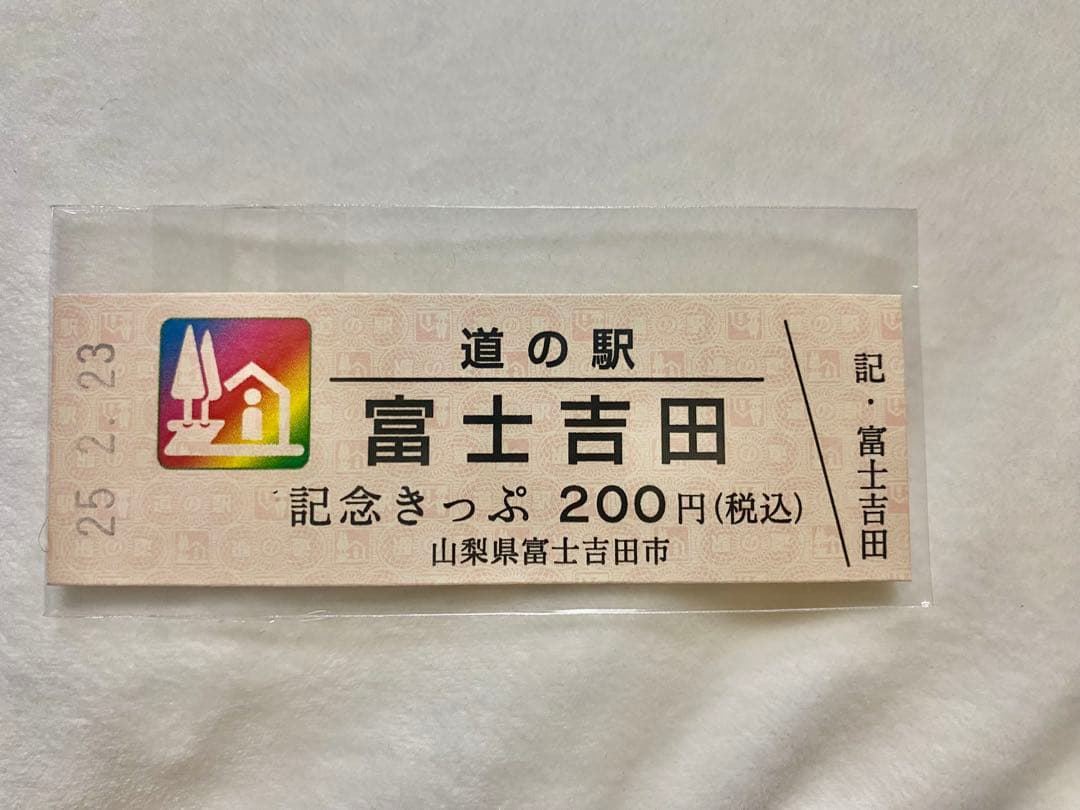 25.2.23
道の駅
富士吉田
記念きっぷ 200円(税込)
山梨県富士吉田市
記・富士吉田